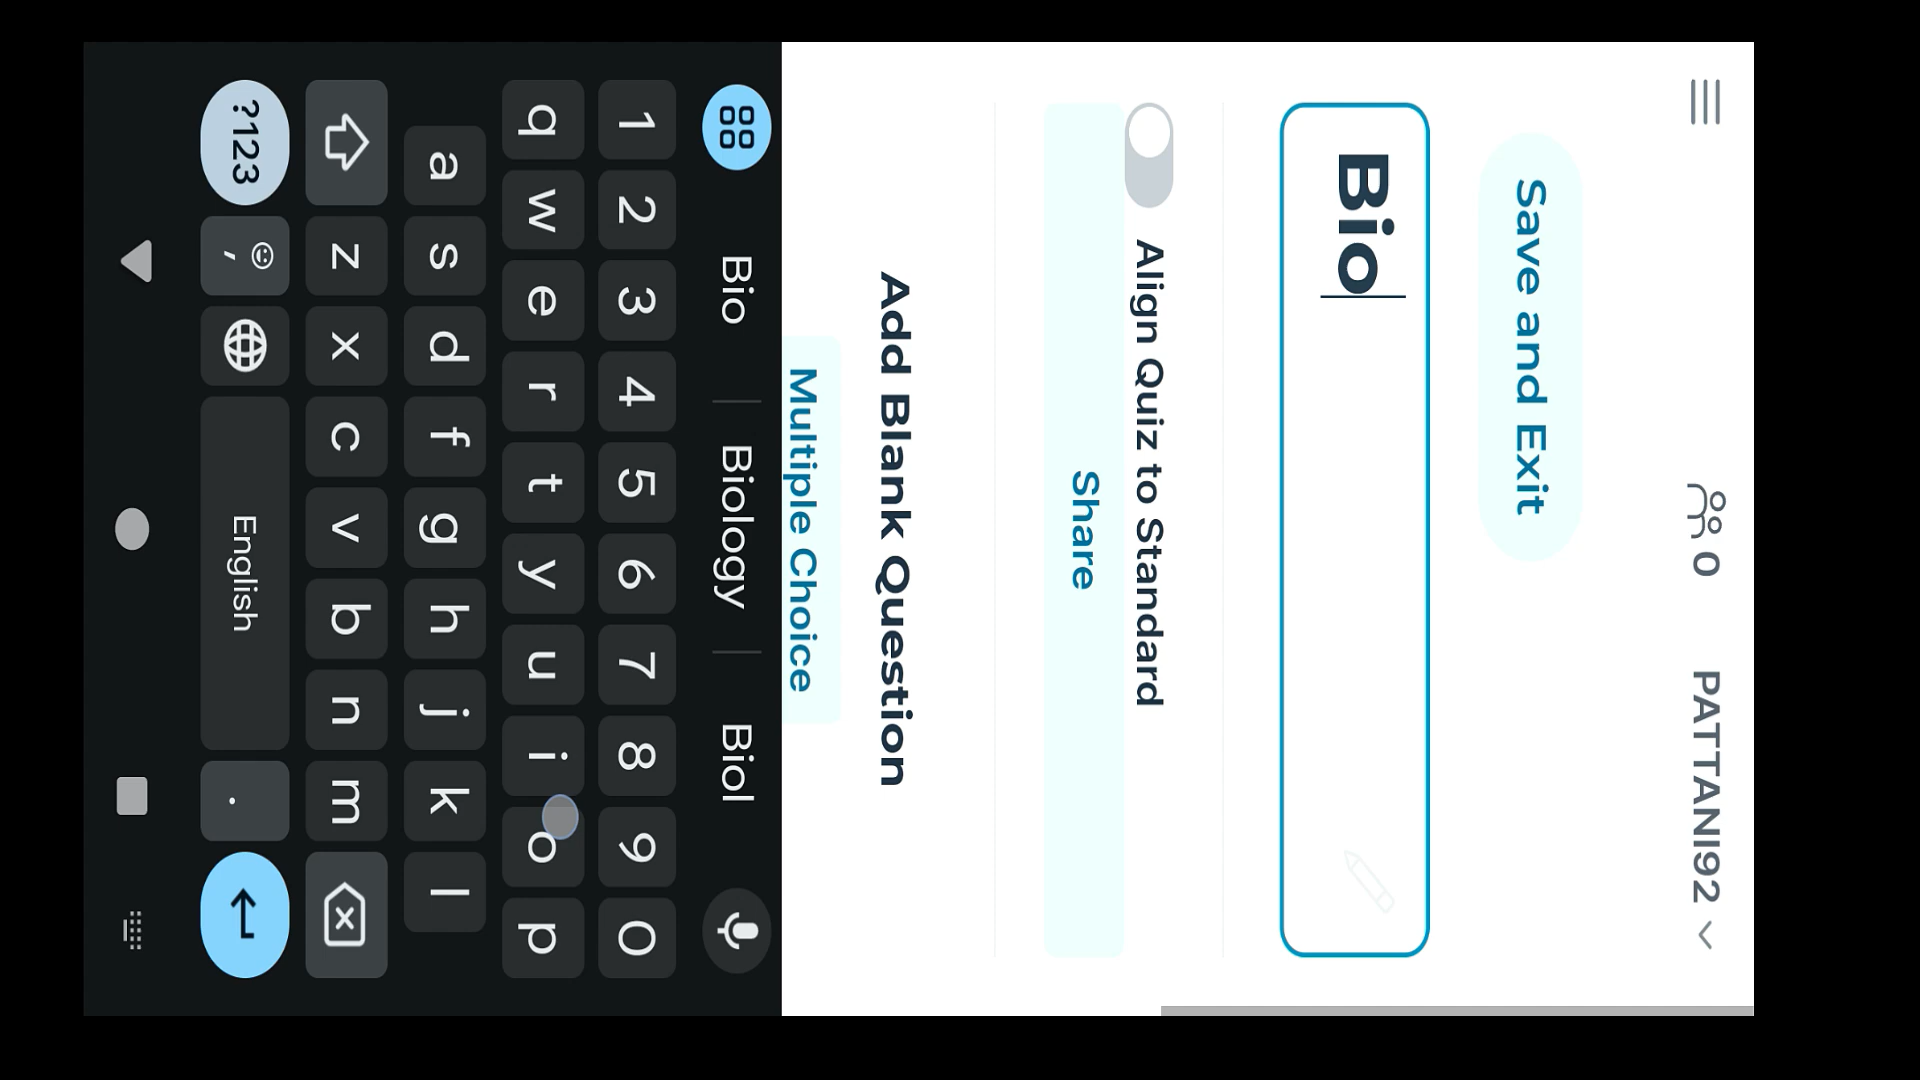 0 PATTANI92
Save and Exit
Bio
Align Quiz to Standard
Share
Add Blank Question
Multiple Choice
Bio Biology Biol
1 2 3 4 5 6 7 8 9 0
q w e r t y u i o p
a s d f g h j k l
z x c v b n m
?123 , English .